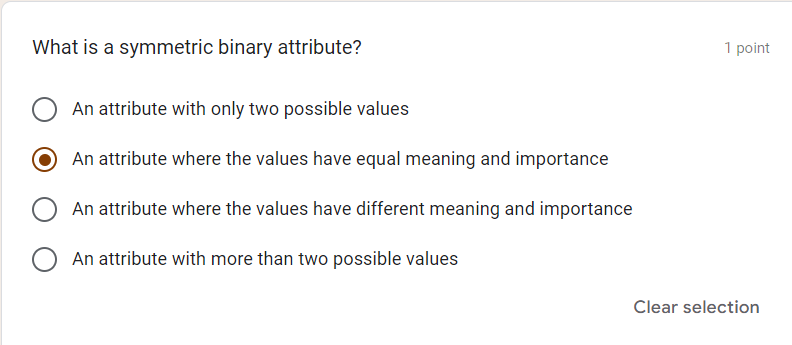 What is a symmetric binary attribute?
1 point
An attribute with only two possible values
An attribute where the values have equal meaning and importance
An attribute where the values have different meaning and importance
An attribute with more than two possible values
Clear selection